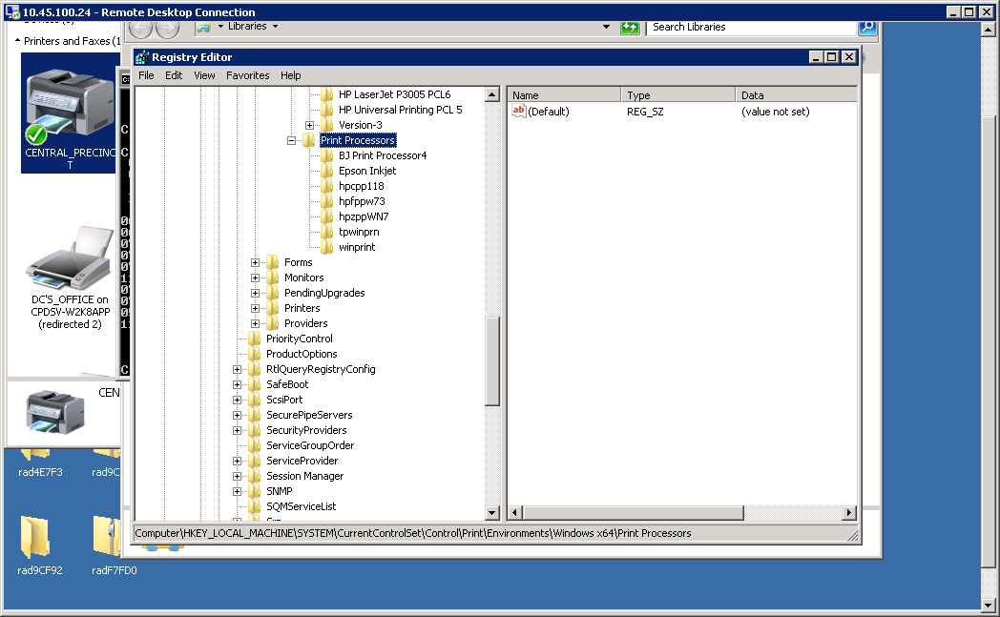 10.45.100.24 - Remote Desktop Connection
Printers and Faxes (1
Libraries
Search Libraries
CENTRAL_PRECINC
T
DC'S_OFFICE on
CPDSV-W2K8APP
(redirected 2)
CEN
rad4E7F3
rad9C
rad9CF92
radF7FD0
Registry Editor
File Edit View Favorites Help
HP LaserJet P3005 PCL6
HP Universal Printing PCL 5
Version-3
Print Processors
BJ Print Processor4
Epson Inkjet
hpcpp118
hpfppw73
hpzppWN7
tpwinprn
winprint
Forms
Monitors
PendingUpgrades
Printers
Providers
PriorityControl
ProductOptions
RtlQueryRegistryConfig
SafeBoot
ScsiPort
SecurePipeServers
SecurityProviders
ServiceGroupOrder
ServiceProvider
Session Manager
SNMP
SQMServiceList
Name Type Data
ab (Default) REG_SZ (value not set)
Computer\HKEY_LOCAL_MACHINE\SYSTEM\CurrentControlSet\Control\Print\Environments\Windows x64\Print Processors